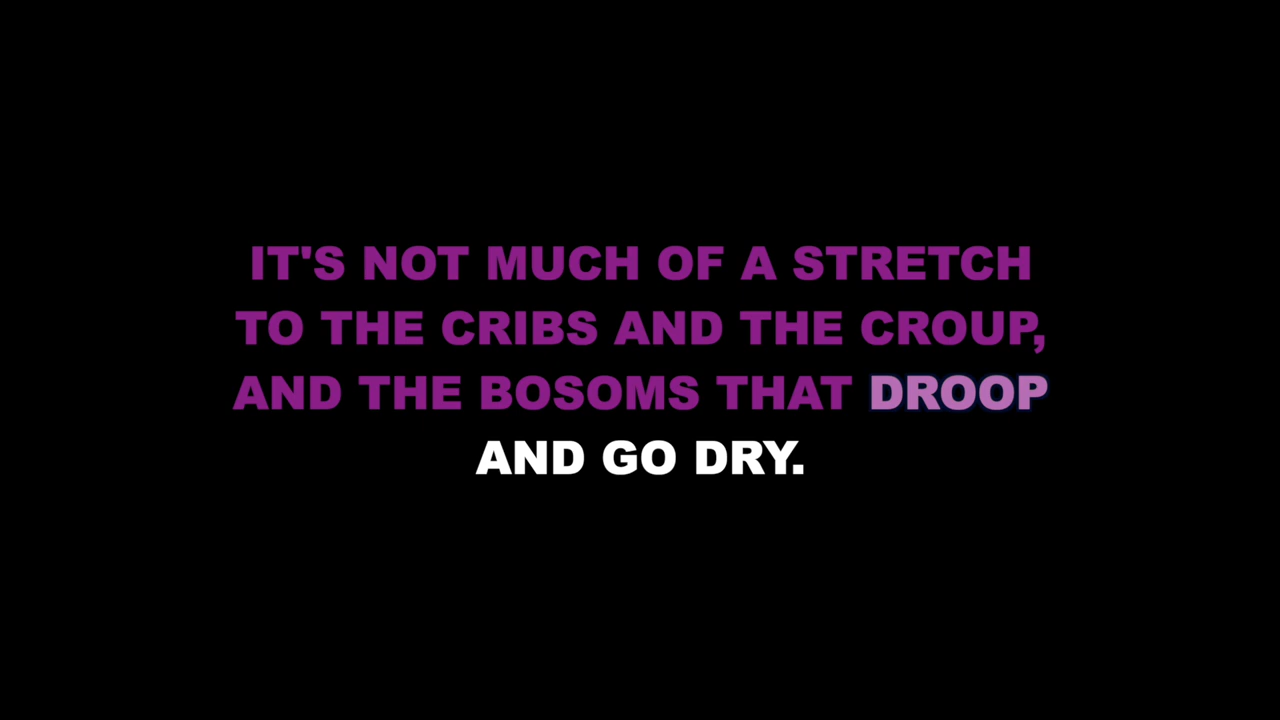 IT'S NOT MUCH OF A STRETCH
TO THE CRIBS AND THE CROUP,
AND THE BOSOMS THAT DROOP
AND GO DRY.